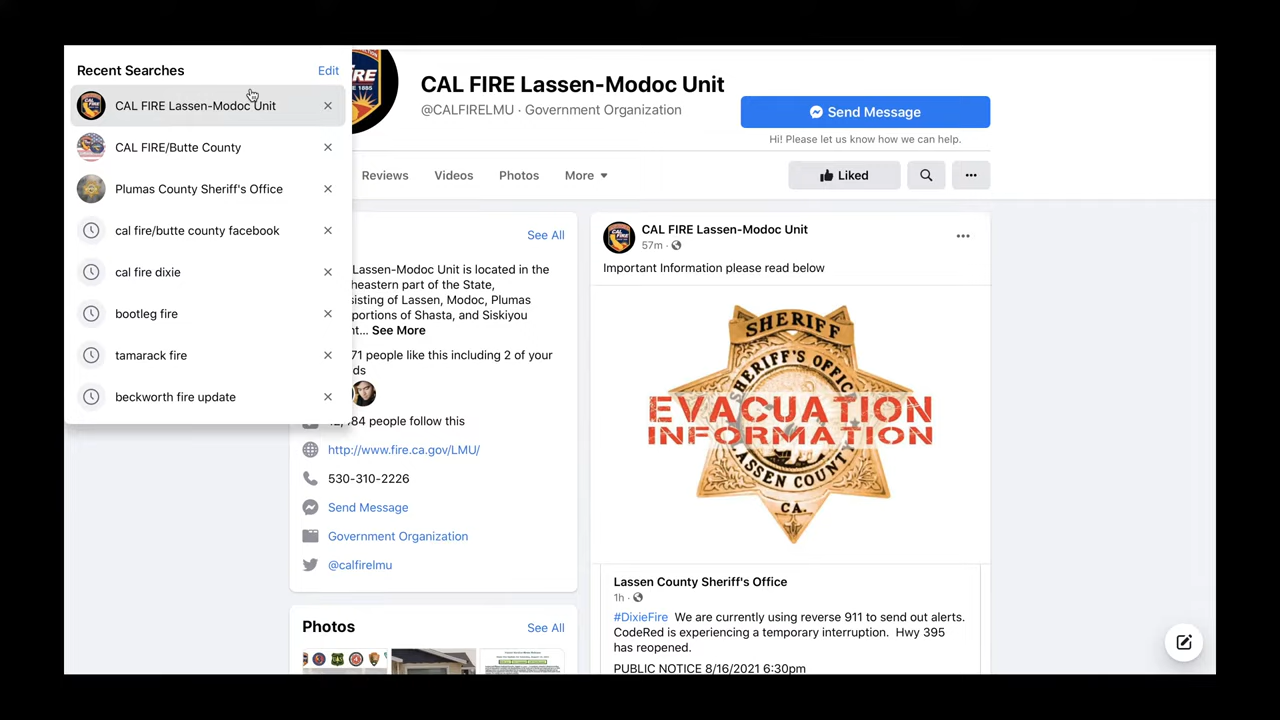 Recent Searches
Edit
CAL FIRE Lassen-Modoc Unit
CAL FIRE/Butte County
Plumas County Sheriff's Office
cal fire/butte county facebook
cal fire dixie
bootleg fire
tamarack fire
beckworth fire update
CAL FIRE Lassen-Modoc Unit
@CALFIRELMU · Government Organization
Send Message
Hi! Please let us know how we can help.
Reviews
Videos
Photos
More
Liked
See All
Lassen-Modoc Unit is located in the
heastern part of the State,
sisting of Lassen, Modoc, Plumas
portions of Shasta, and Siskiyou
nt... See More
71 people like this including 2 of your
ds
84 people follow this
http://www.fire.ca.gov/LMU/
530-310-2226
Send Message
Government Organization
@calfirelmu
Photos
See All
CAL FIRE Lassen-Modoc Unit
57m ·
Important Information please read below
SHERIFF
SHERIFF'S OFFICE
EVACUATION
INFORMATION
LASSEN COUNTY
CA.
Lassen County Sheriff's Office
1h ·
#DixieFire We are currently using reverse 911 to send out alerts.
CodeRed is experiencing a temporary interruption. Hwy 395
has reopened.
PUBLIC NOTICE 8/16/2021 6:30pm